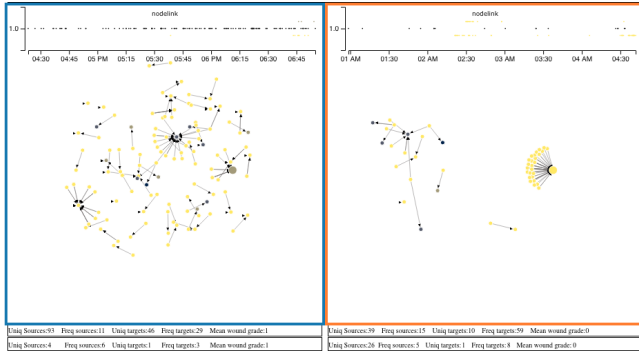 nodelink
1.0
04:30 04:45 05 PM 05:15 05:30 05:45 06 PM 06:15 06:30 06:45
Uniq Sources:93 Freq sources:11 Uniq targets:46 Freq targets:29 Mean wound grade:1
Uniq Sources:4 Freq sources:6 Uniq targets:1 Freq targets:3 Mean wound grade:1
nodelink
1.0
01 AM 01:30 02 AM 02:30 03 AM 03:30 04 AM 04:30
Uniq Sources:39 Freq sources:15 Uniq targets:10 Freq targets:59 Mean wound grade:0
Uniq Sources:26 Freq sources:5 Uniq targets:1 Freq targets:8 Mean wound grade:0